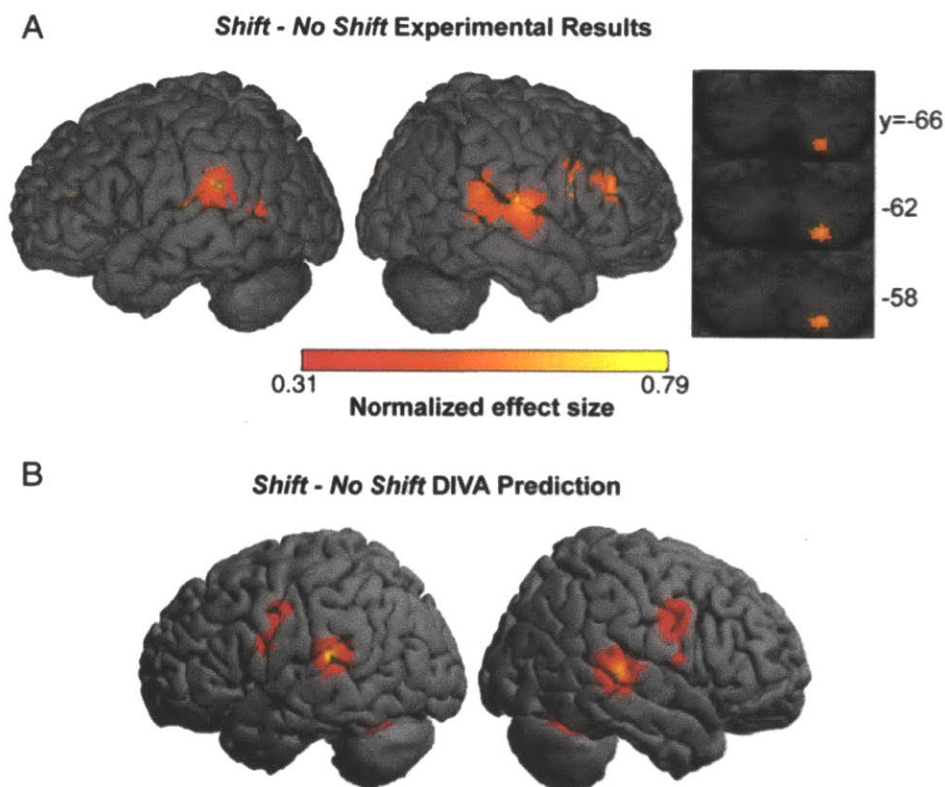 A
Shift - No Shift Experimental Results
y=-66
-62
-58
0.31
0.79
Normalized effect size
B
Shift - No Shift DIVA Prediction